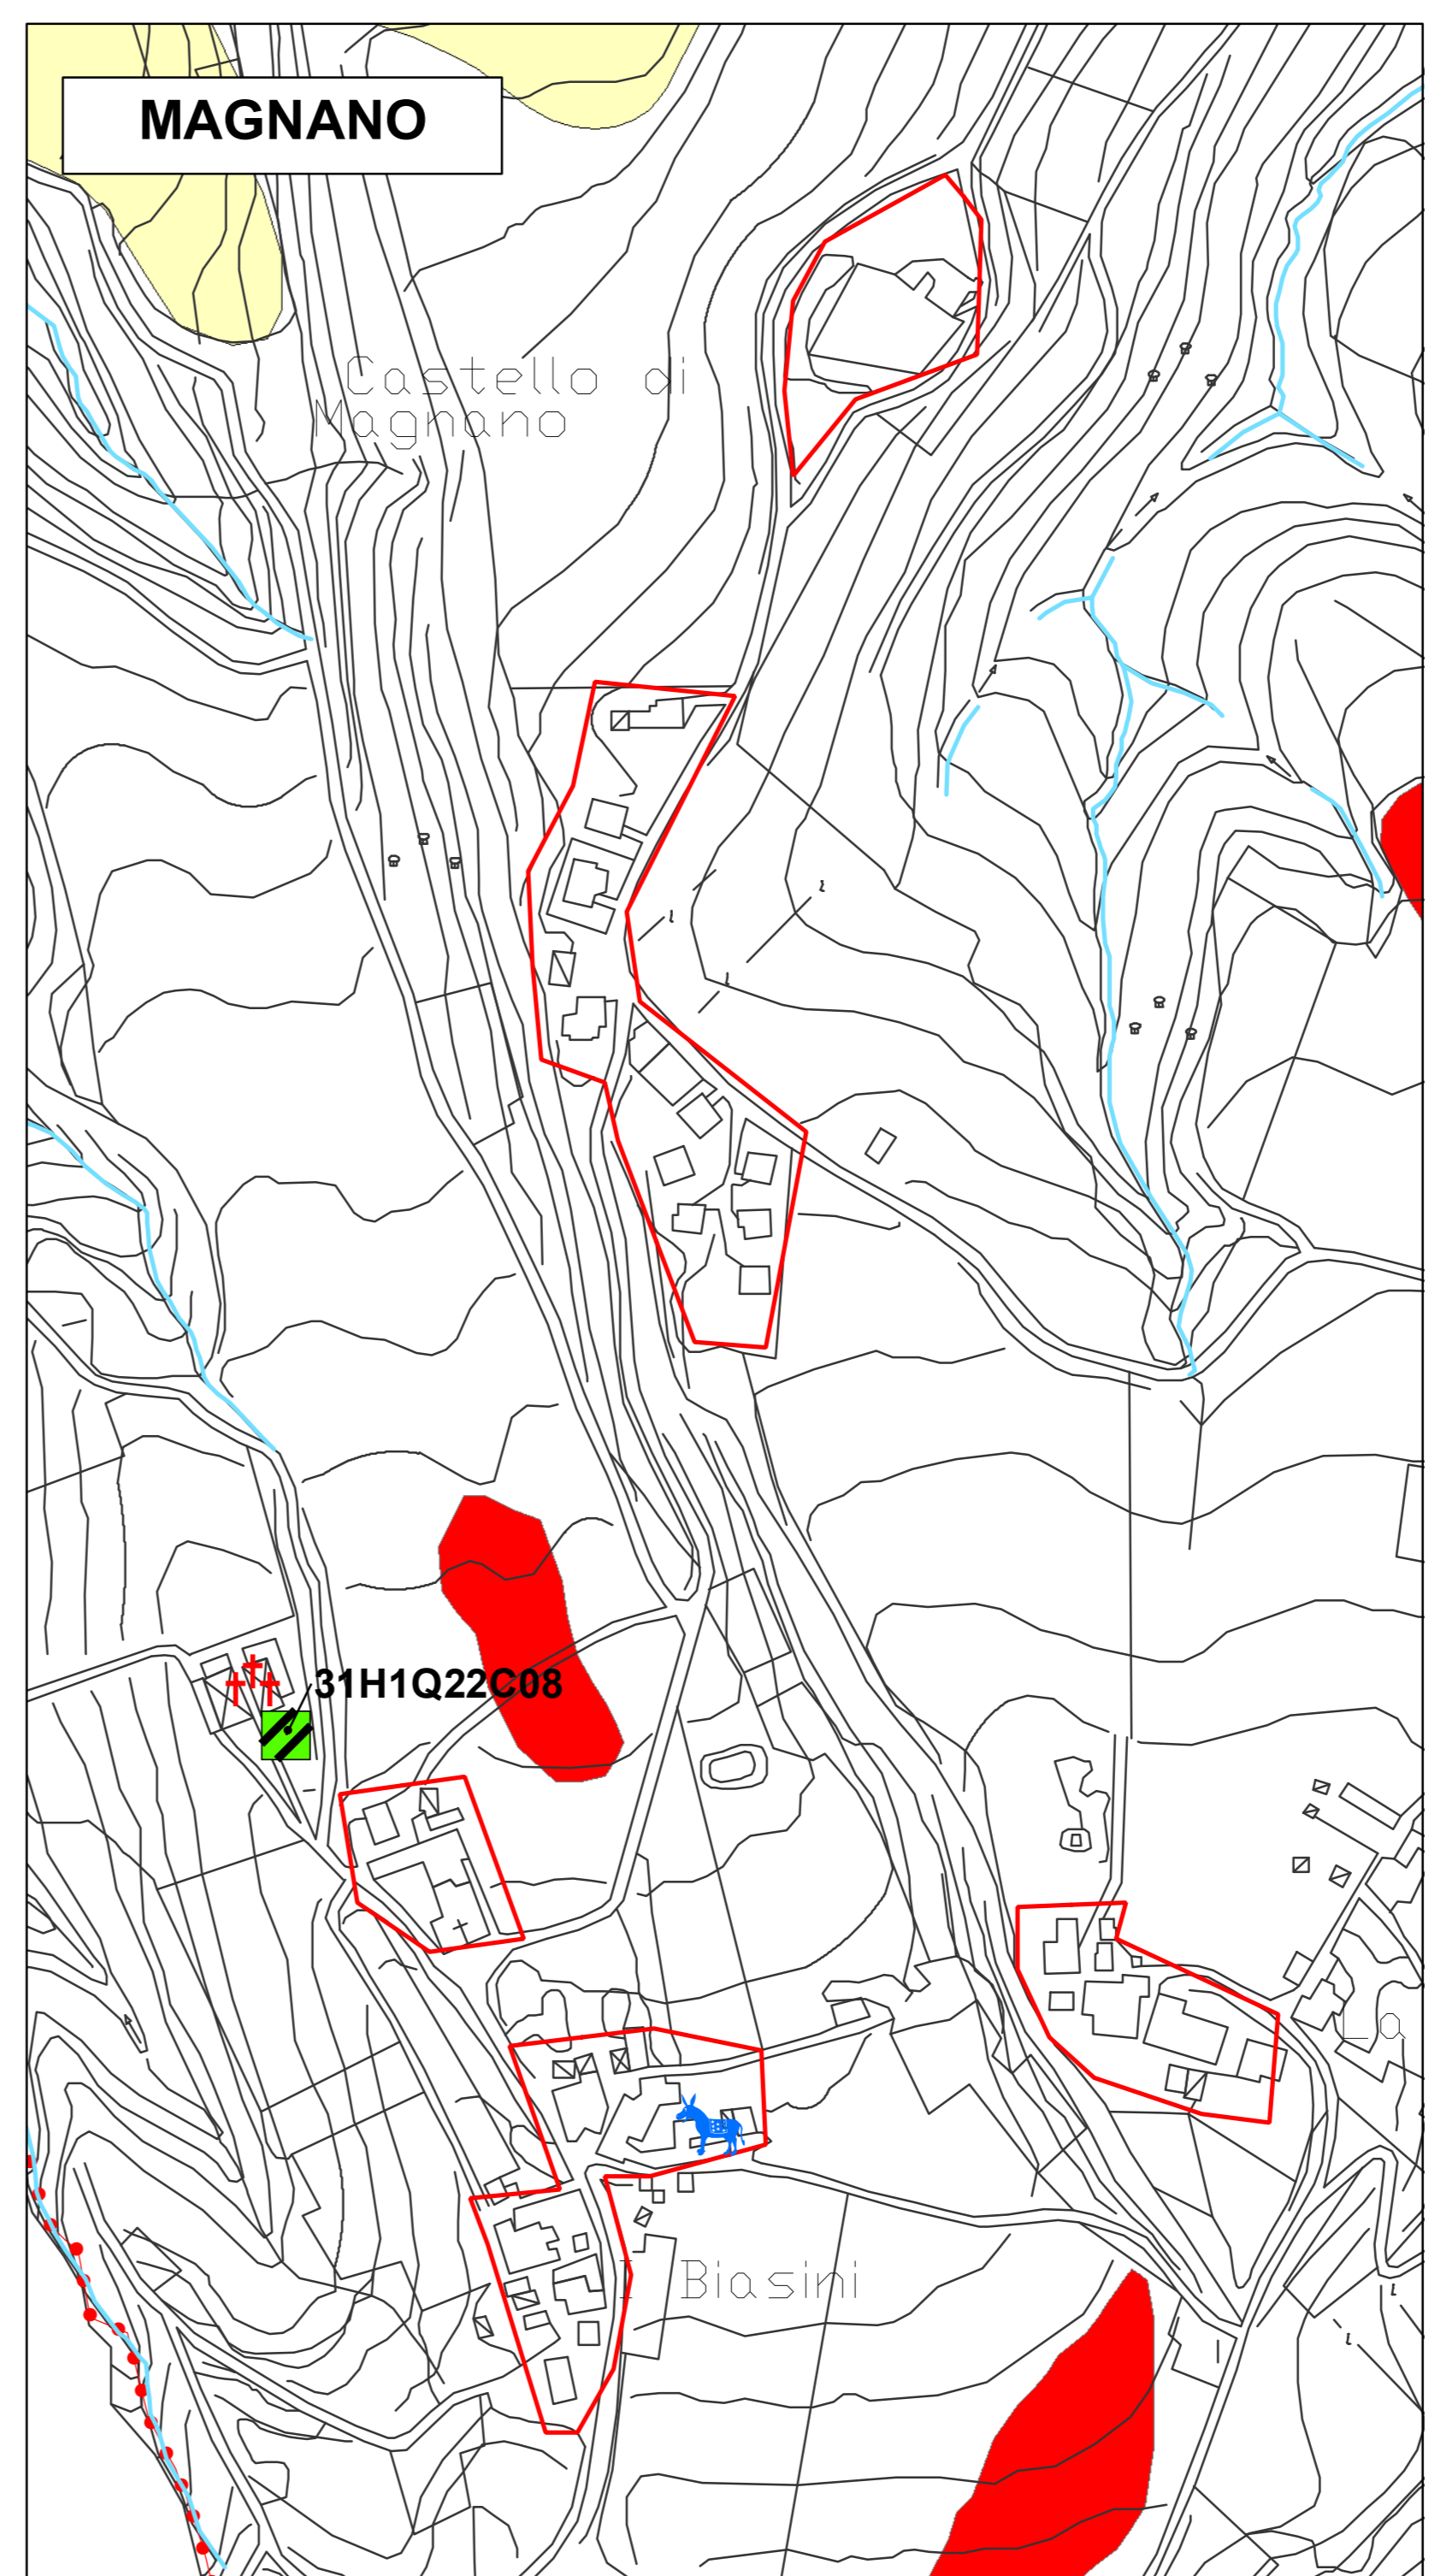 MAGNANO
Castello di
Magnano
31H1Q22C08
La
I Biasini